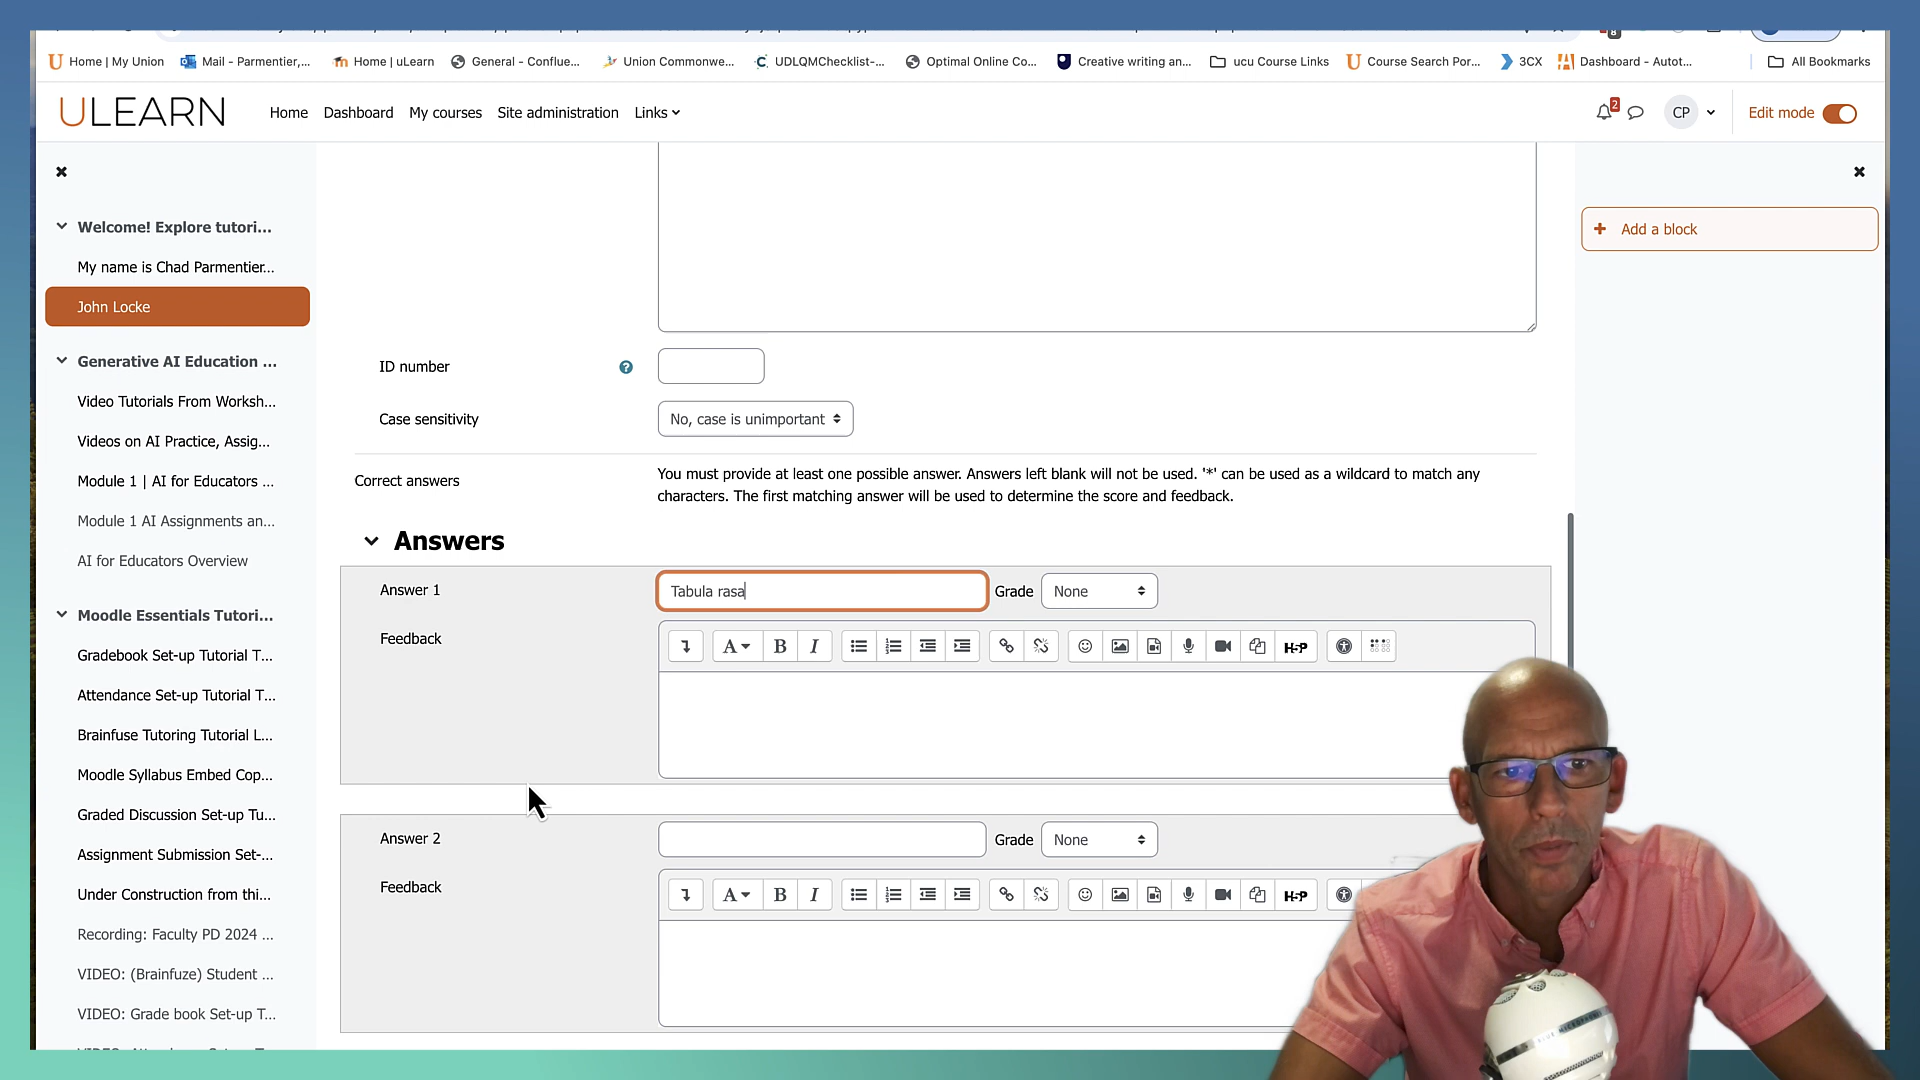 Home | My Union
Mail - Parmentier,...
Home | uLearn
General - Conflue...
Union Commonwe...
UDLQMChecklist-...
Optimal Online Co...
Creative writing an...
ucu Course Links
Course Search Por...
3CX
Dashboard - Autot...
All Bookmarks
ULEARN
Home
Dashboard
My courses
Site administration
Links
2
CP
Edit mode
Welcome! Explore tutori...
My name is Chad Parmentier...
John Locke
Generative AI Education ...
Video Tutorials From Worksh...
Videos on AI Practice, Assig...
Module 1 | AI for Educators ...
Module 1 AI Assignments an...
AI for Educators Overview
Moodle Essentials Tutori...
Gradebook Set-up Tutorial T...
Attendance Set-up Tutorial T...
Brainfuse Tutoring Tutorial L...
Moodle Syllabus Embed Cop...
Graded Discussion Set-up Tu...
Assignment Submission Set-...
Under Construction from thi...
Recording: Faculty PD 2024 ...
VIDEO: (Brainfuze) Student ...
VIDEO: Grade book Set-up T...
Add a block
ID number
Case sensitivity
No, case is unimportant
Correct answers
You must provide at least one possible answer. Answers left blank will not be used. '*' can be used as a wildcard to match any
characters. The first matching answer will be used to determine the score and feedback.
Answers
Answer 1
Tabula rasa
Grade
None
Feedback
A
B
I
H5P
Answer 2
Grade
None
Feedback
A
B
I
H5P